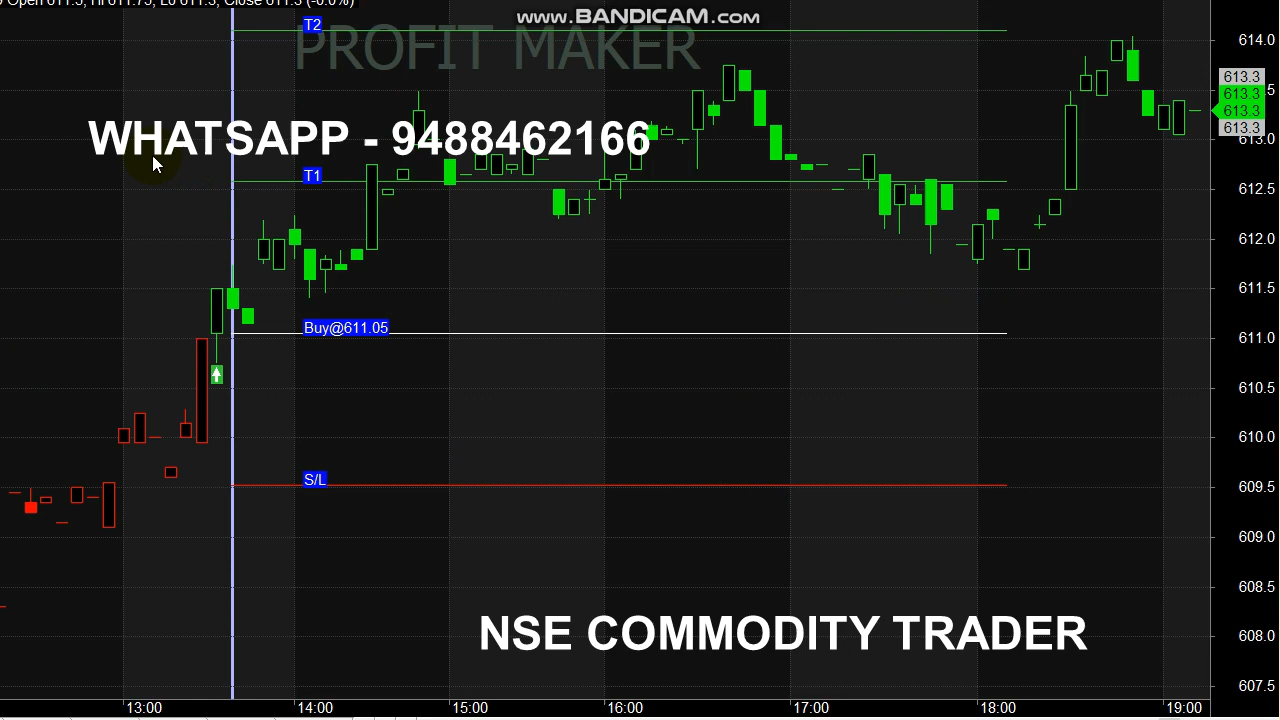 Open 611.5, Hi 611.75, Lo 611.3, Close 611.3 (-0.0%)
www.BANDICAM.com
T2
PROFIT MAKER
614.0
613.3
613.3
613.3
613.3
.5
613.0
WHATSAPP - 9488462166
T1
612.5
612.0
611.5
Buy@611.05
611.0
610.5
610.0
S/L
609.5
609.0
608.5
NSE COMMODITY TRADER
608.0
607.5
13:00 14:00 15:00 16:00 17:00 18:00 19:00